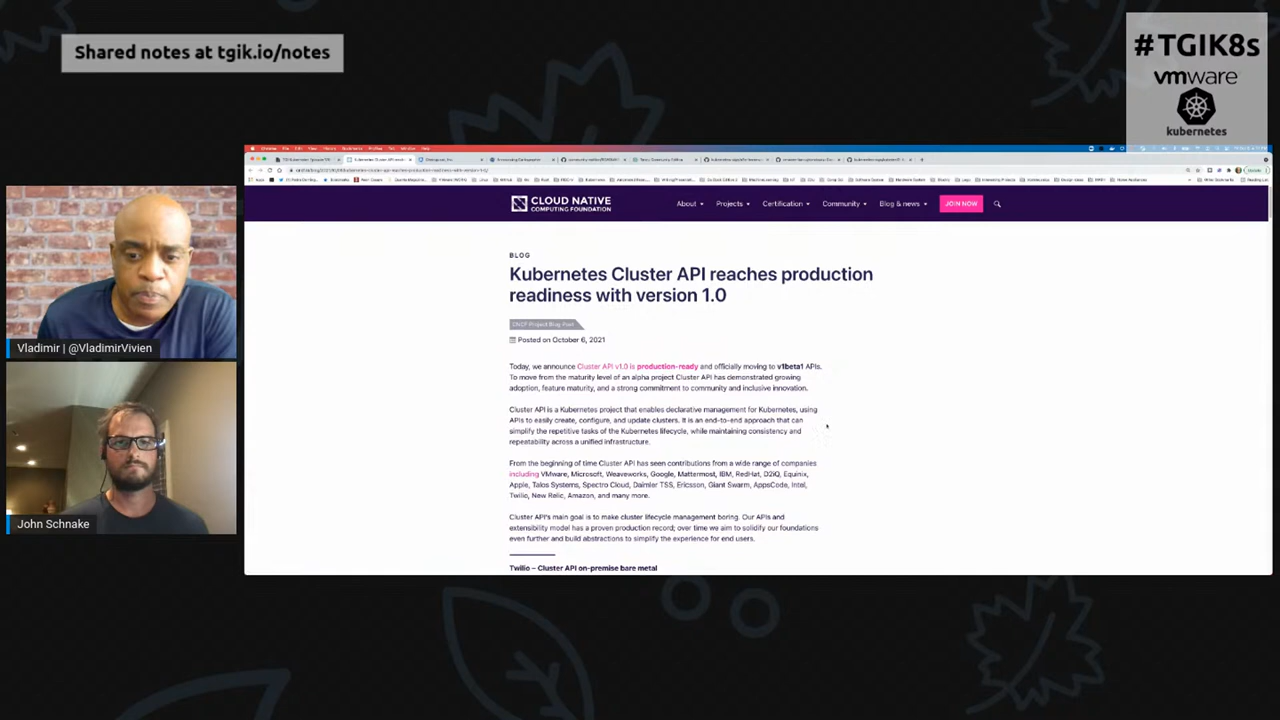 Shared notes at tgik.io/notes
#TGIK8s
vmware
kubernetes
CLOUD NATIVE
COMPUTING FOUNDATION
About
Projects
Certification
Community
Blog & news
JOIN NOW
BLOG
Kubernetes Cluster API reaches production
readiness with version 1.0
CNCF Project Blog Post
Posted on October 6, 2021
Today, we announce Cluster API v1.0 is production-ready and officially moving to v1beta1 APIs.
To move from the maturity level of an alpha project Cluster API has demonstrated growing
adoption, feature maturity, and a strong commitment to community and inclusive innovation.
Cluster API is a Kubernetes project that enables declarative management for Kubernetes, using
APIs to easily create, configure, and update clusters. It is an end-to-end approach that can
simplify the repetitive tasks of the Kubernetes lifecycle, while maintaining consistency and
repeatability across a unified infrastructure.
From the beginning of time Cluster API has seen contributions from a wide range of companies
including VMware, Microsoft, Weaveworks, Google, Mattermost, IBM, RedHat, D2iQ, Equinix,
Apple, Talos Systems, Spectro Cloud, Daimler TSS, Ericsson, Giant Swarm, AppsCode, Intel,
Twilio, New Relic, Amazon, and many more.
Cluster API's main goal is to make cluster lifecycle management boring. Our APIs and
extensibility model has a proven production record; over time we aim to solidify our foundations
even further and build abstractions to simplify the experience for end users.
Twilio – Cluster API on-premise bare metal
Vladimir | @VladimirVivien
John Schnake